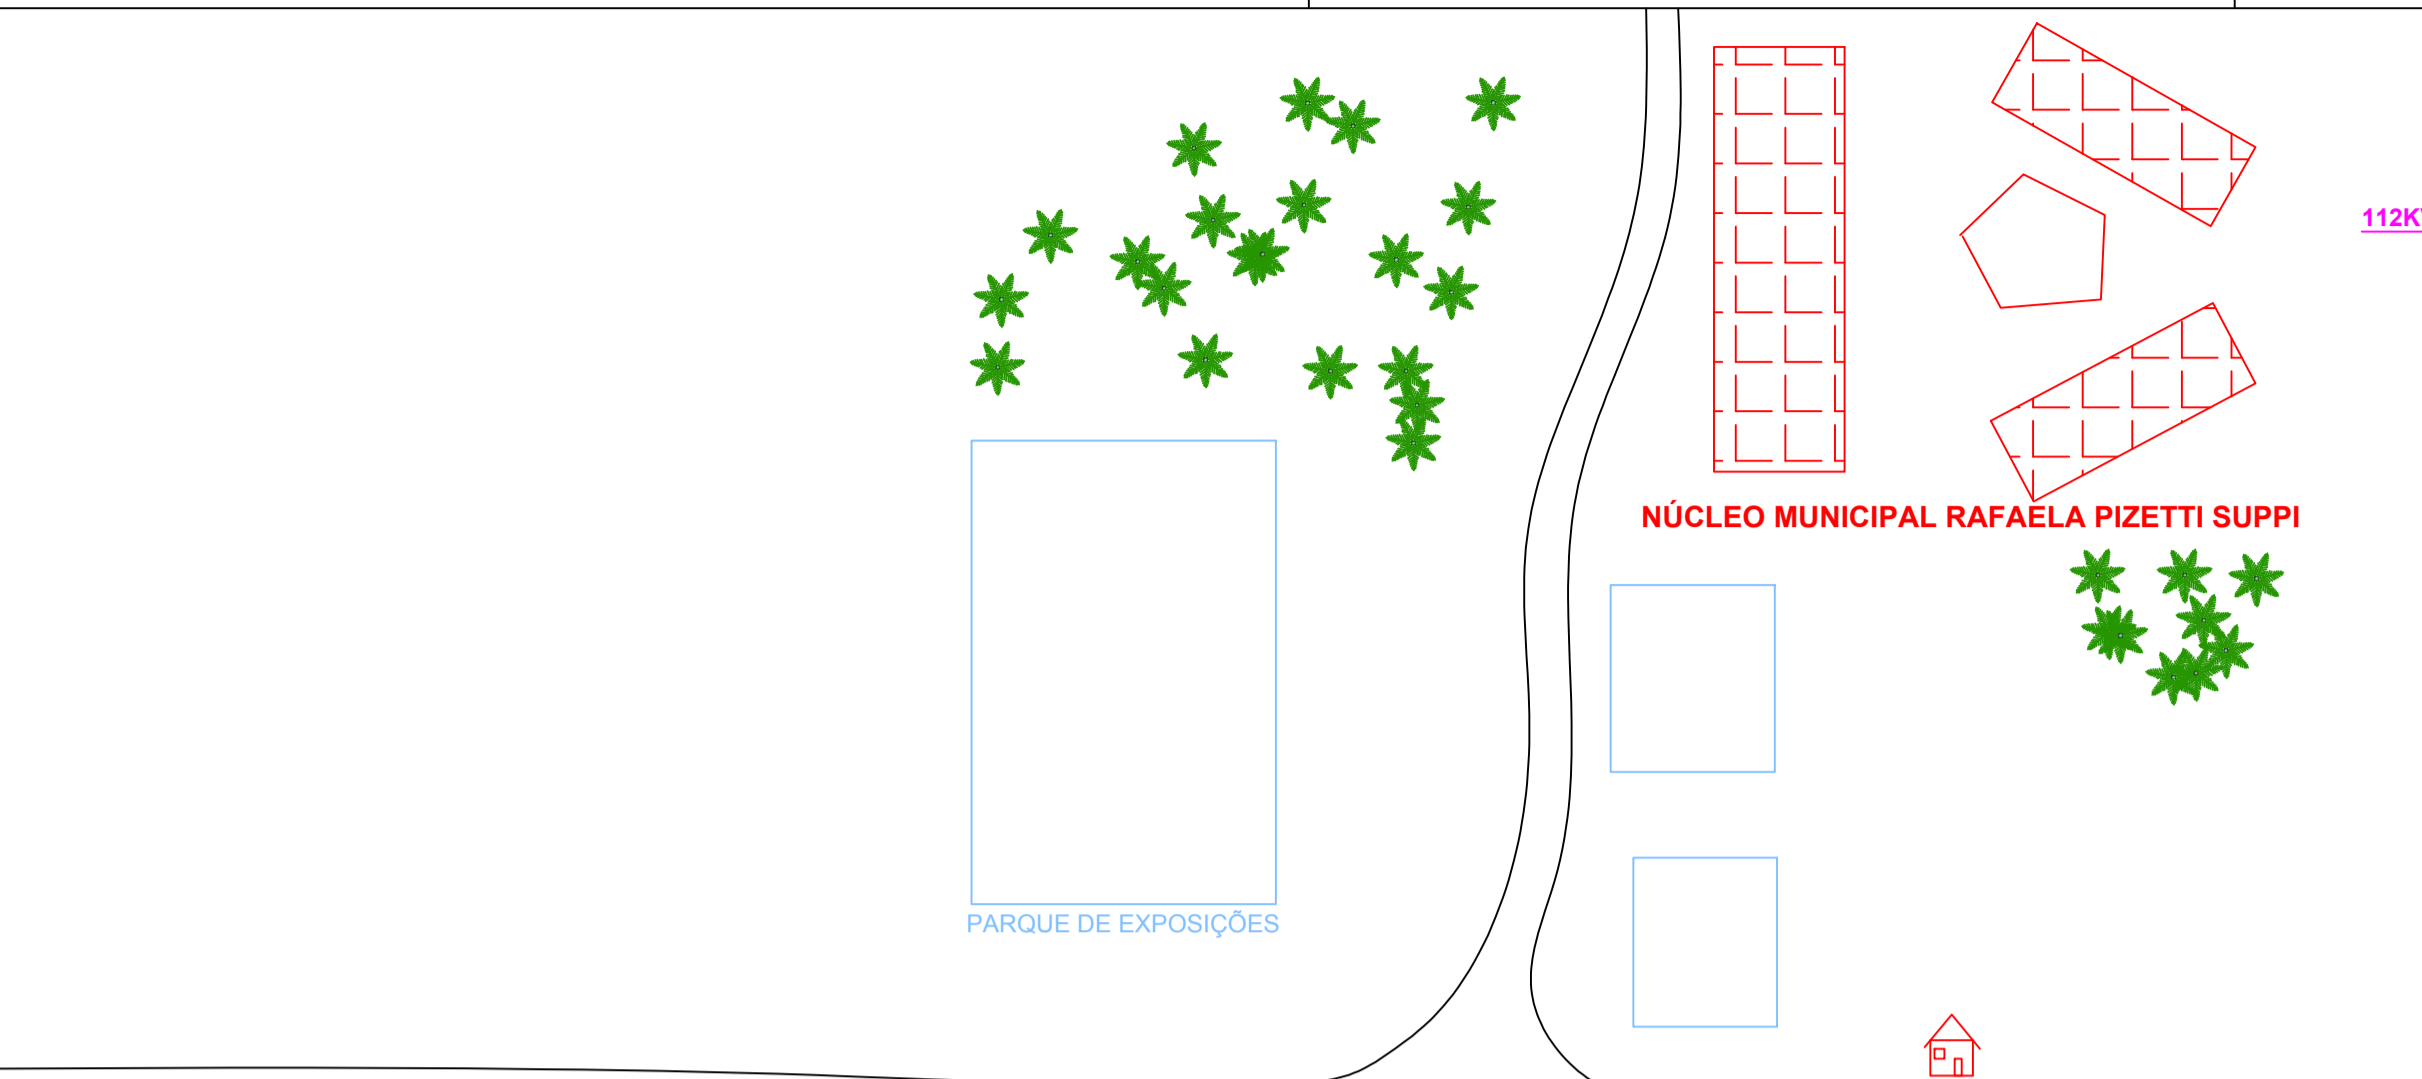 112K
NÚCLEO MUNICIPAL RAFAELA PIZETTI SUPPI
PARQUE DE EXPOSIÇÕES